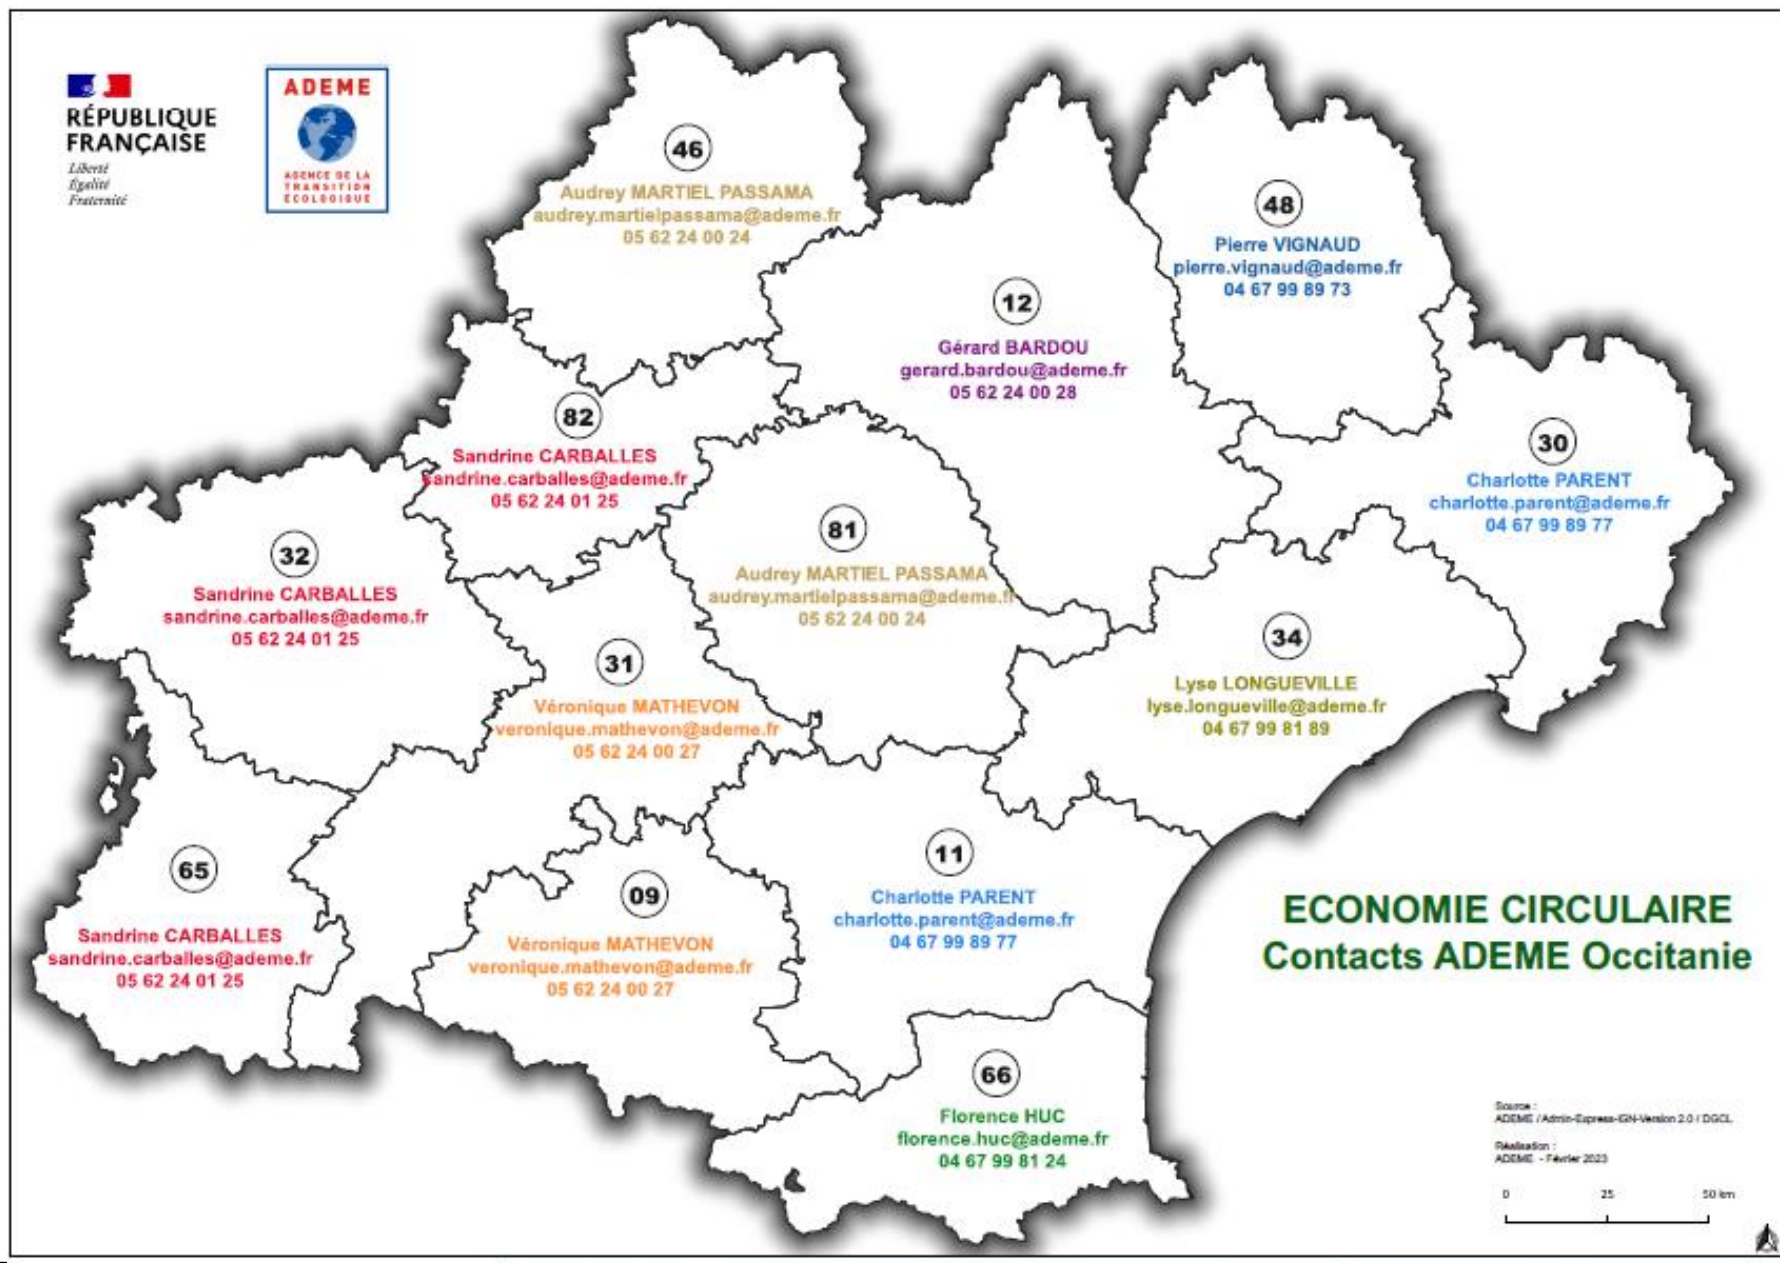 RÉPUBLIQUE
FRANÇAISE
Liberté
Égalité
Fraternité
ADEME
AGENCE DE LA
TRANSITION
ÉCOLOGIQUE
46
Audrey MARTIEL PASSAMA
audrey.martielpassama@ademe.fr
05 62 24 00 24
48
Pierre VIGNAUD
pierre.vignaud@ademe.fr
04 67 99 89 73
12
Gérard BARDOU
gerard.bardou@ademe.fr
05 62 24 00 28
82
Sandrine CARBALLES
sandrine.carballes@ademe.fr
05 62 24 01 25
30
Charlotte PARENT
charlotte.parent@ademe.fr
04 67 99 89 77
32
Sandrine CARBALLES
sandrine.carballes@ademe.fr
05 62 24 01 25
81
Audrey MARTIEL PASSAMA
audrey.martielpassama@ademe.fr
05 62 24 00 24
31
Véronique MATHEVON
veronique.mathevon@ademe.fr
05 62 24 00 27
34
Lyse LONGUEVILLE
lyse.longueville@ademe.fr
04 67 99 81 89
65
Sandrine CARBALLES
sandrine.carballes@ademe.fr
05 62 24 01 25
09
Véronique MATHEVON
veronique.mathevon@ademe.fr
05 62 24 00 27
11
Charlotte PARENT
charlotte.parent@ademe.fr
04 67 99 89 77
ECONOMIE CIRCULAIRE
Contacts ADEME Occitanie
66
Florence HUC
florence.huc@ademe.fr
04 67 99 81 24
Source :
ADEME / Admin-Express-IGN-Version 2.0 / DGCL
Réalisation :
ADEME - Février 2023
0 25 50 km